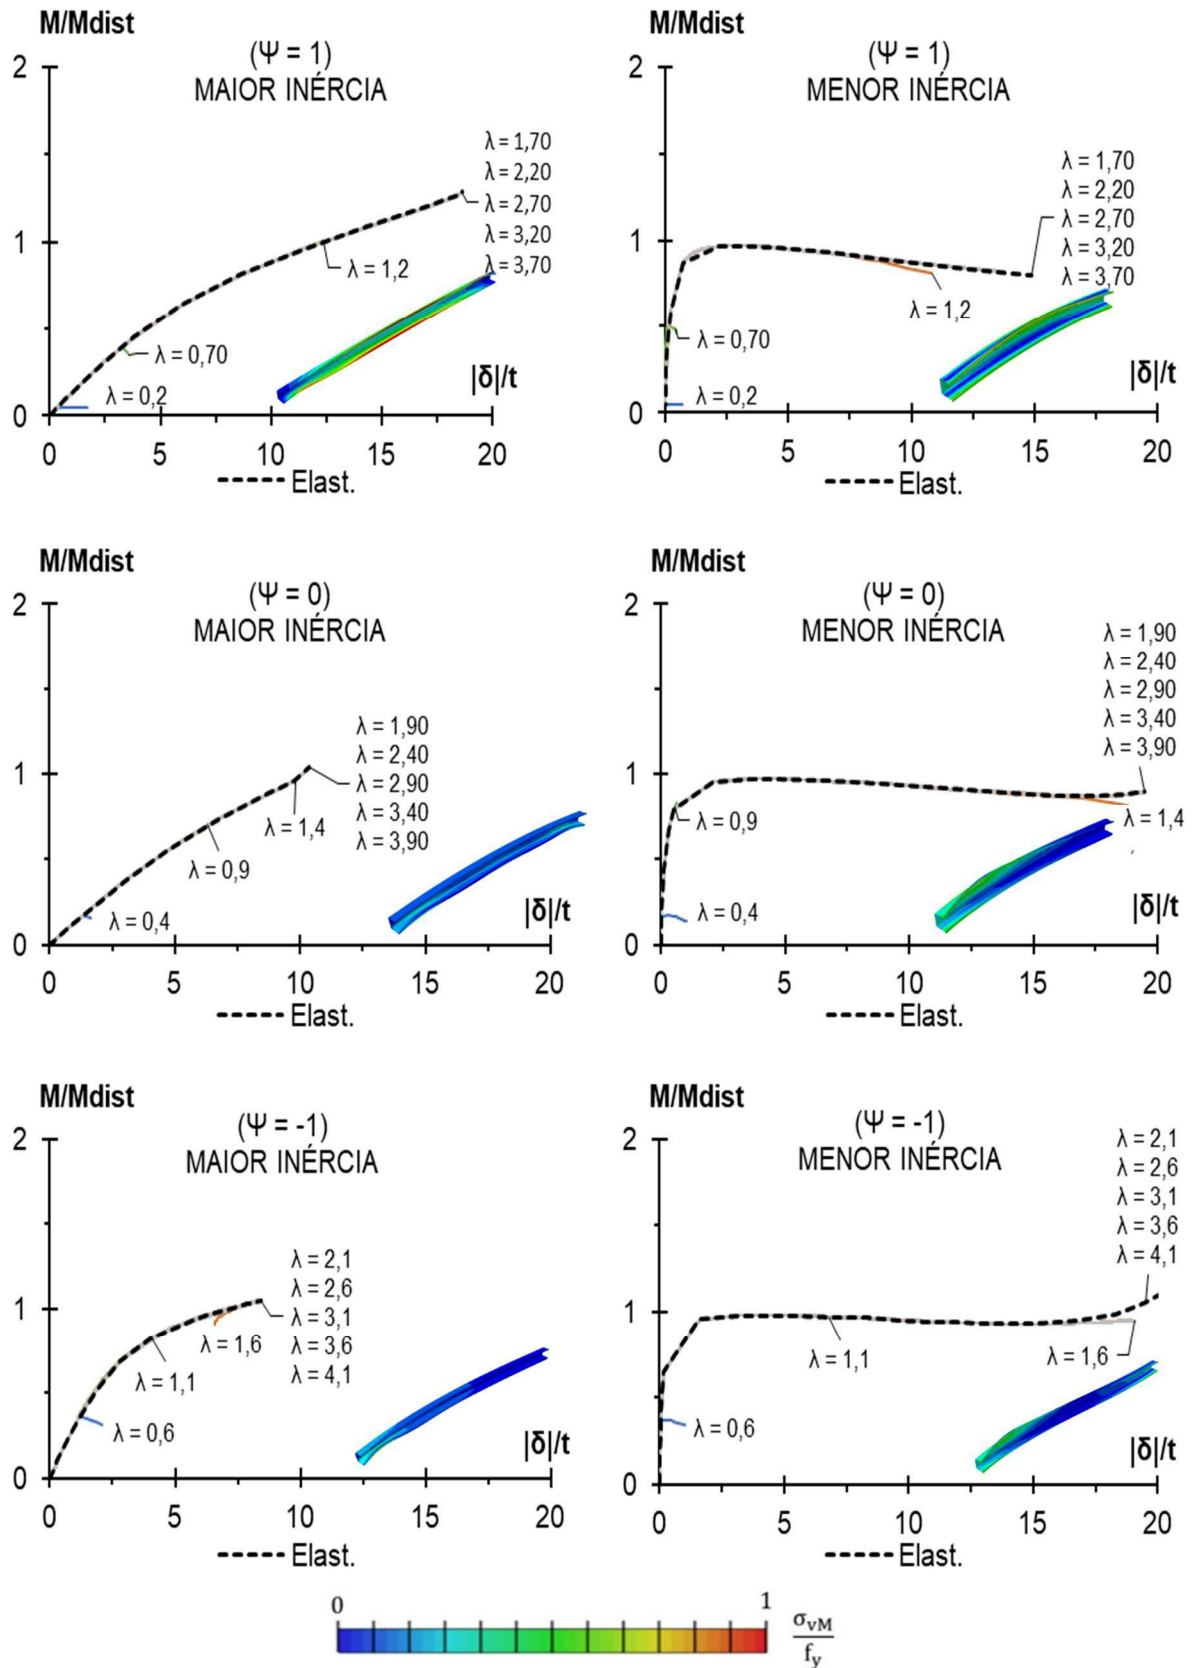 M/Mdist
(Ψ = 1)
MAIOR INÉRCIA
2
1
0
λ = 1,70
λ = 2,20
λ = 2,70
λ = 3,20
λ = 3,70
λ = 1,2
λ = 0,70
λ = 0,2
|δ|/t
0 5 10 15 20
Elast.
M/Mdist
(Ψ = 1)
MENOR INÉRCIA
2
1
0
λ = 1,70
λ = 2,20
λ = 2,70
λ = 3,20
λ = 3,70
λ = 1,2
λ = 0,70
λ = 0,2
|δ|/t
0 5 10 15 20
Elast.
M/Mdist
(Ψ = 0)
MAIOR INÉRCIA
2
1
0
λ = 1,90
λ = 2,40
λ = 2,90
λ = 3,40
λ = 3,90
λ = 1,4
λ = 0,9
λ = 0,4
|δ|/t
0 5 10 15 20
Elast.
M/Mdist
(Ψ = 0)
MENOR INÉRCIA
2
1
0
λ = 1,90
λ = 2,40
λ = 2,90
λ = 3,40
λ = 3,90
λ = 1,4
λ = 0,9
λ = 0,4
|δ|/t
0 5 10 15 20
Elast.
M/Mdist
(Ψ = -1)
MAIOR INÉRCIA
2
1
0
λ = 2,1
λ = 2,6
λ = 3,1
λ = 3,6
λ = 4,1
λ = 1,6
λ = 1,1
λ = 0,6
|δ|/t
0 5 10 15 20
Elast.
M/Mdist
(Ψ = -1)
MENOR INÉRCIA
2
1
0
λ = 2,1
λ = 2,6
λ = 3,1
λ = 3,6
λ = 4,1
λ = 1,1
λ = 1,6
λ = 0,6
|δ|/t
0 5 10 15 20
Elast.
0 1
σvM
fy